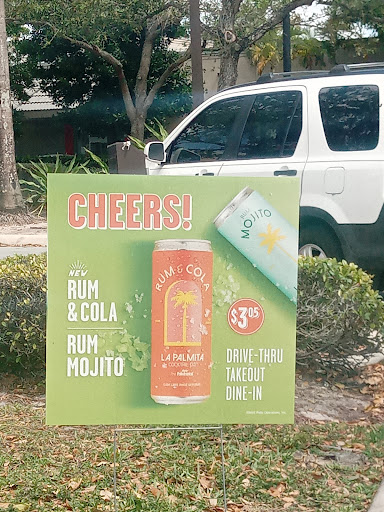 CHEERS!
NEW
RUM
& COLA
RUM
MOJITO
RUM & COLA
LA PALMITA
COCKTAIL CO.
MOJITO
$3.05
DRIVE-THRU
TAKEOUT
DINE-IN